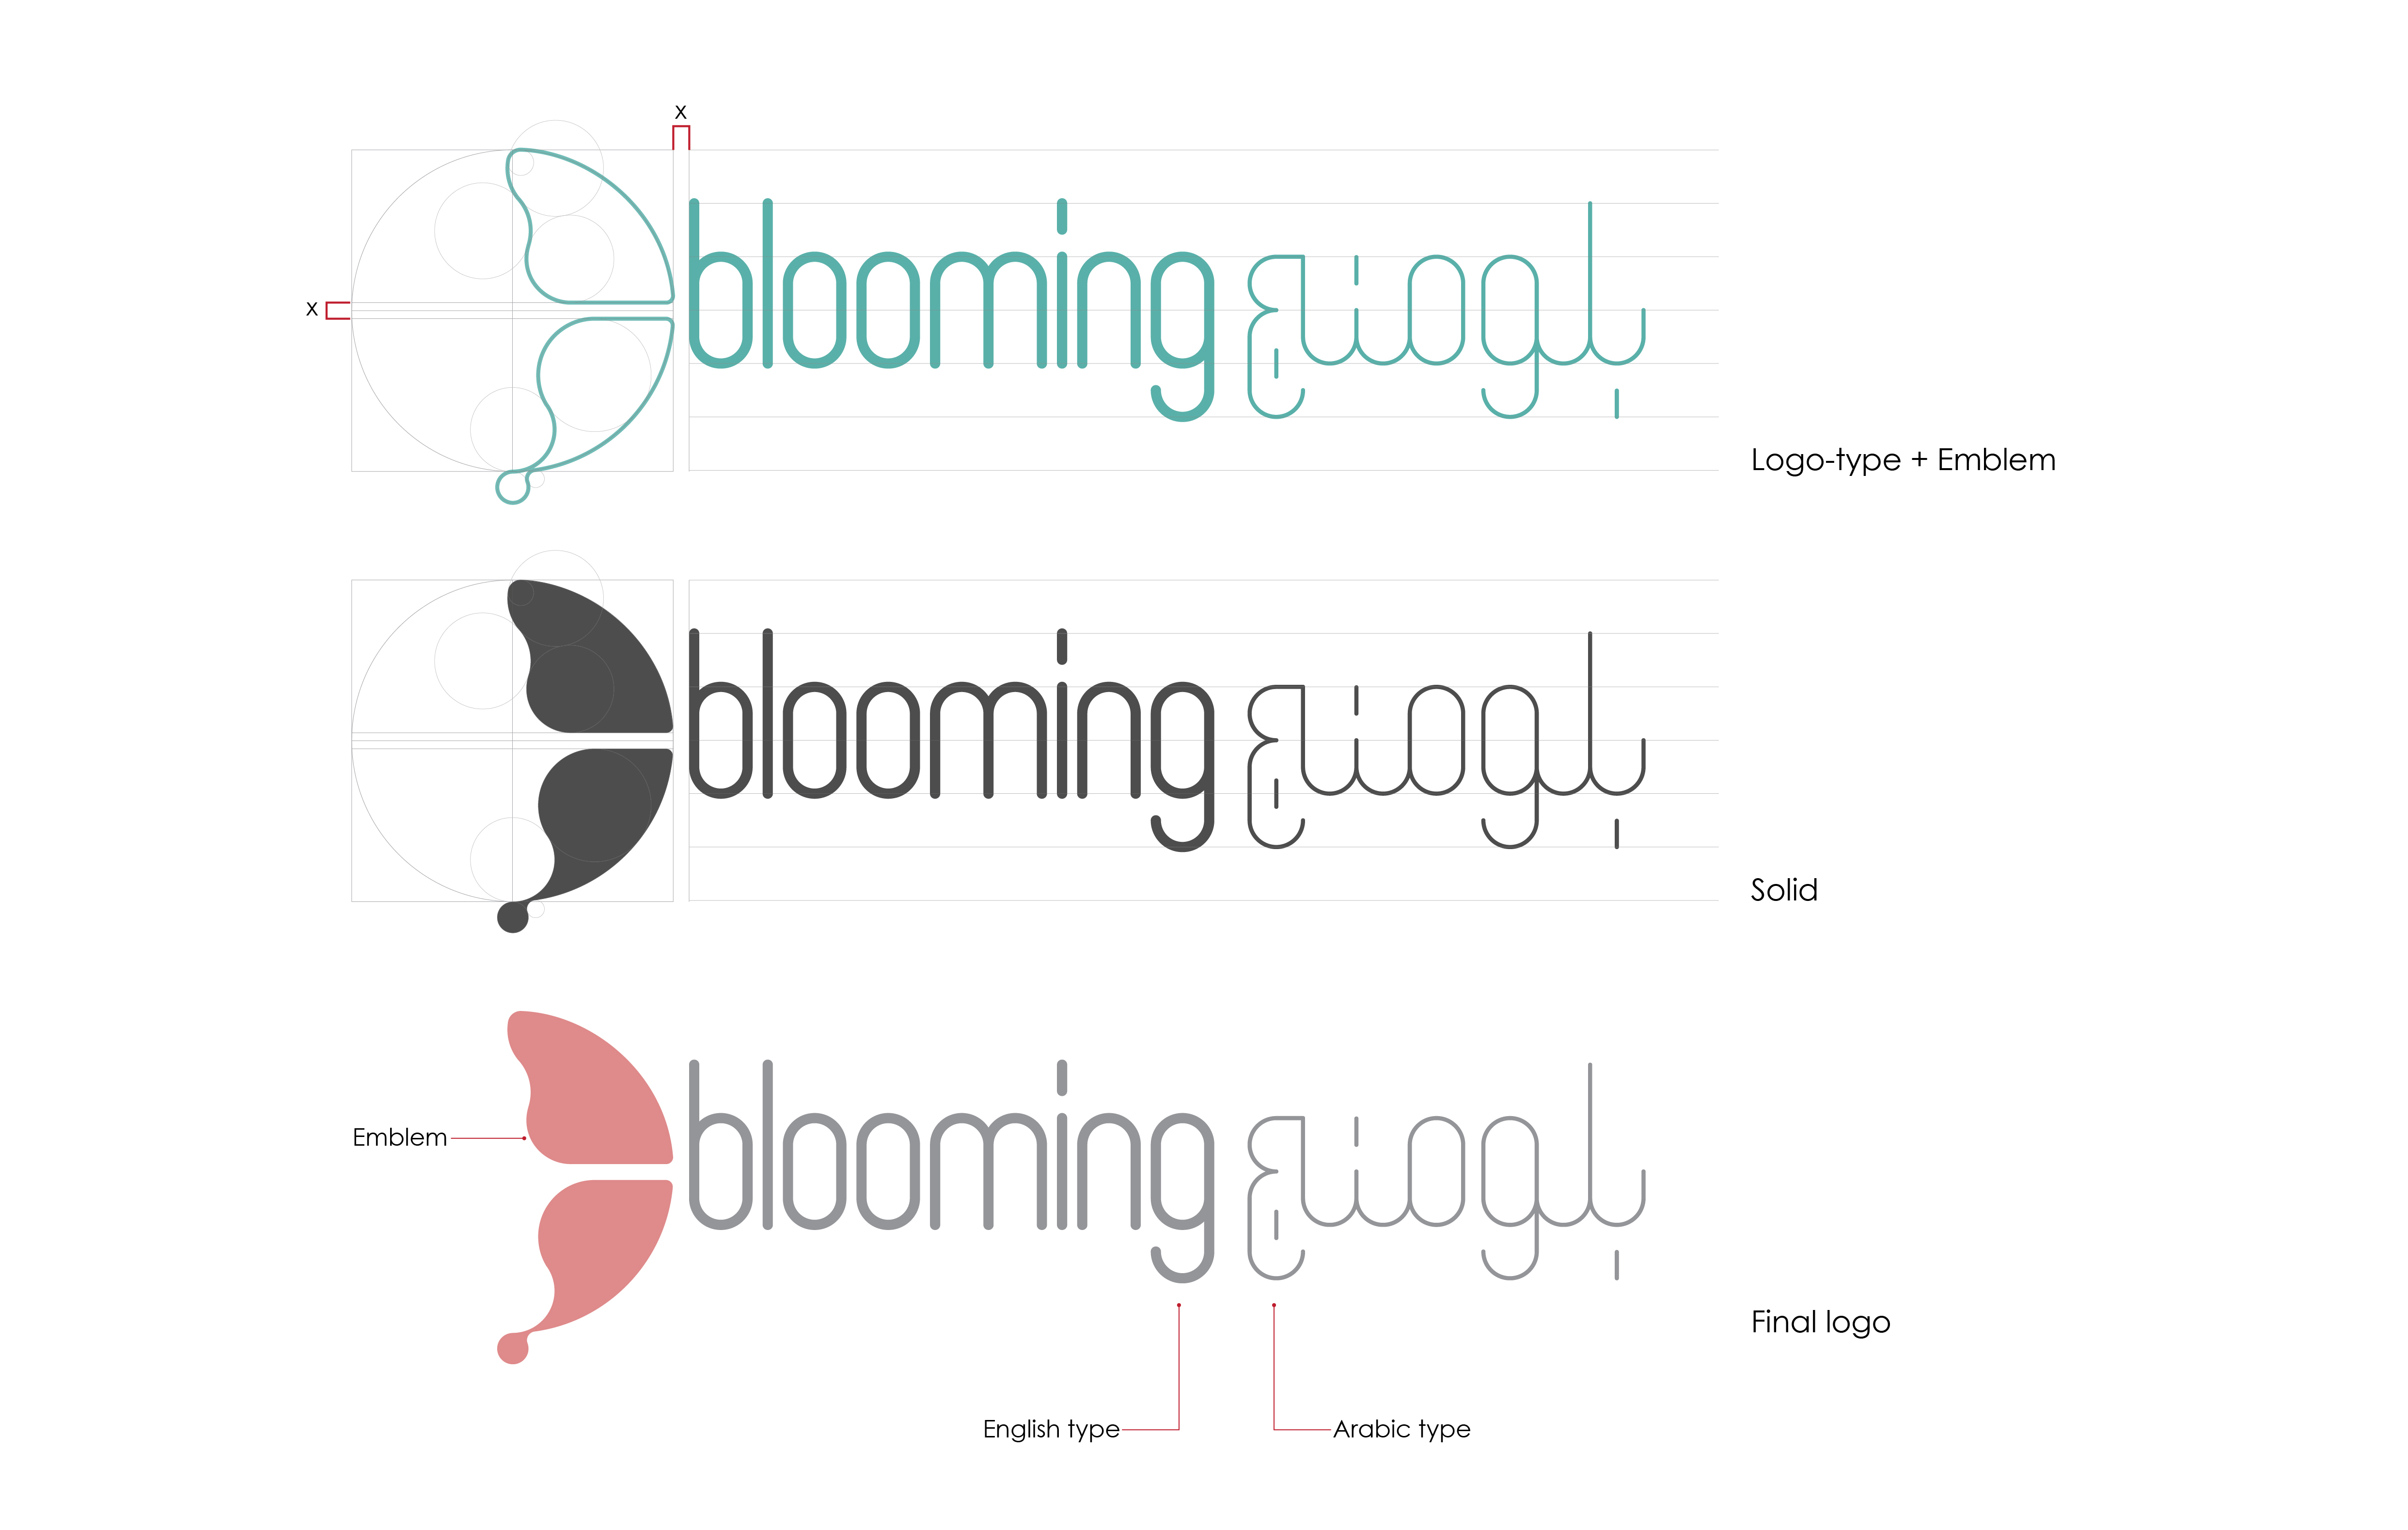 X
X
blooming بلومنج
Logo-type + Emblem
blooming بلومنج
Solid
blooming بلومنج
Emblem
Final logo
English type
Arabic type